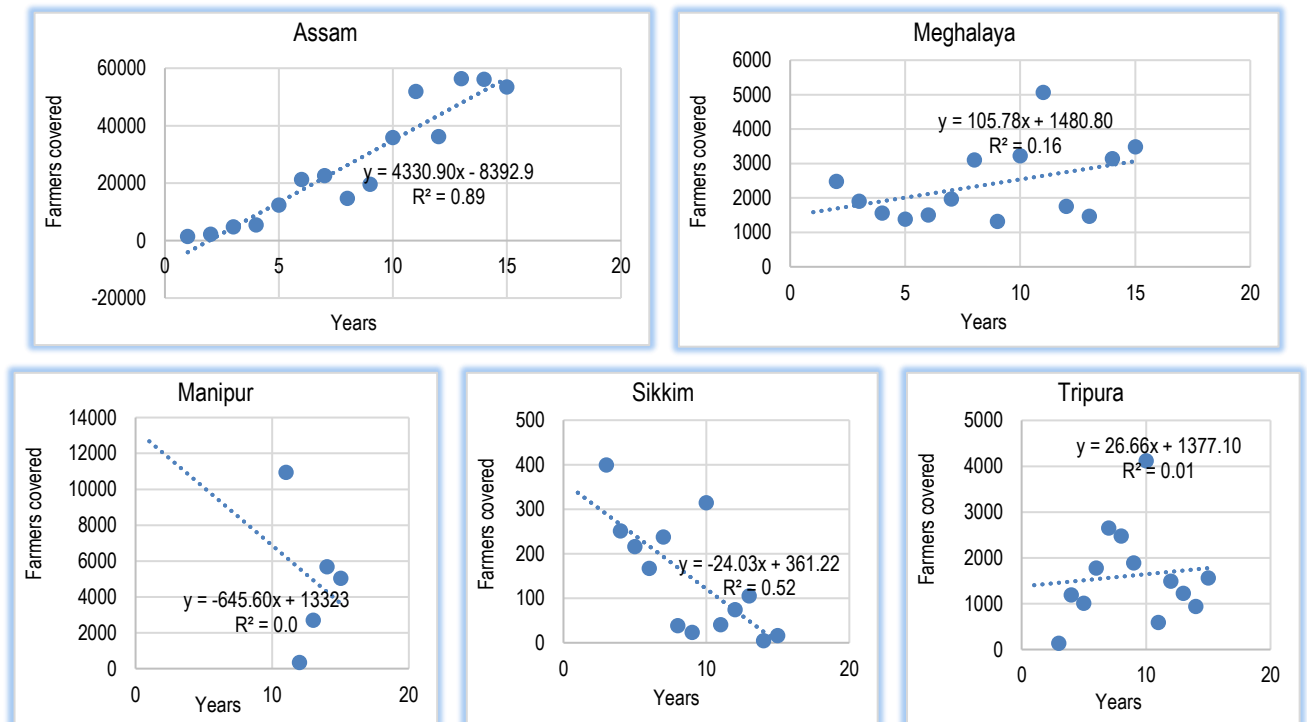 Assam
Farmers covered
60000
40000
20000
0
-20000
0
5
10
15
20
y = 4330.90x - 8392.9
R² = 0.89
Years
Meghalaya
Farmers covered
6000
5000
4000
3000
2000
1000
0
0
5
10
15
20
y = 105.78x + 1480.80
R² = 0.16
Years
Manipur
Farmers covered
14000
12000
10000
8000
6000
4000
2000
0
0
10
20
y = -645.60x + 13323
R² = 0.0
Years
Sikkim
Farmers covered
500
400
300
200
100
0
0
10
20
y = -24.03x + 361.22
R² = 0.52
Years
Tripura
Farmers covered
5000
4000
3000
2000
1000
0
0
10
20
y = 26.66x + 1377.10
R² = 0.01
Years